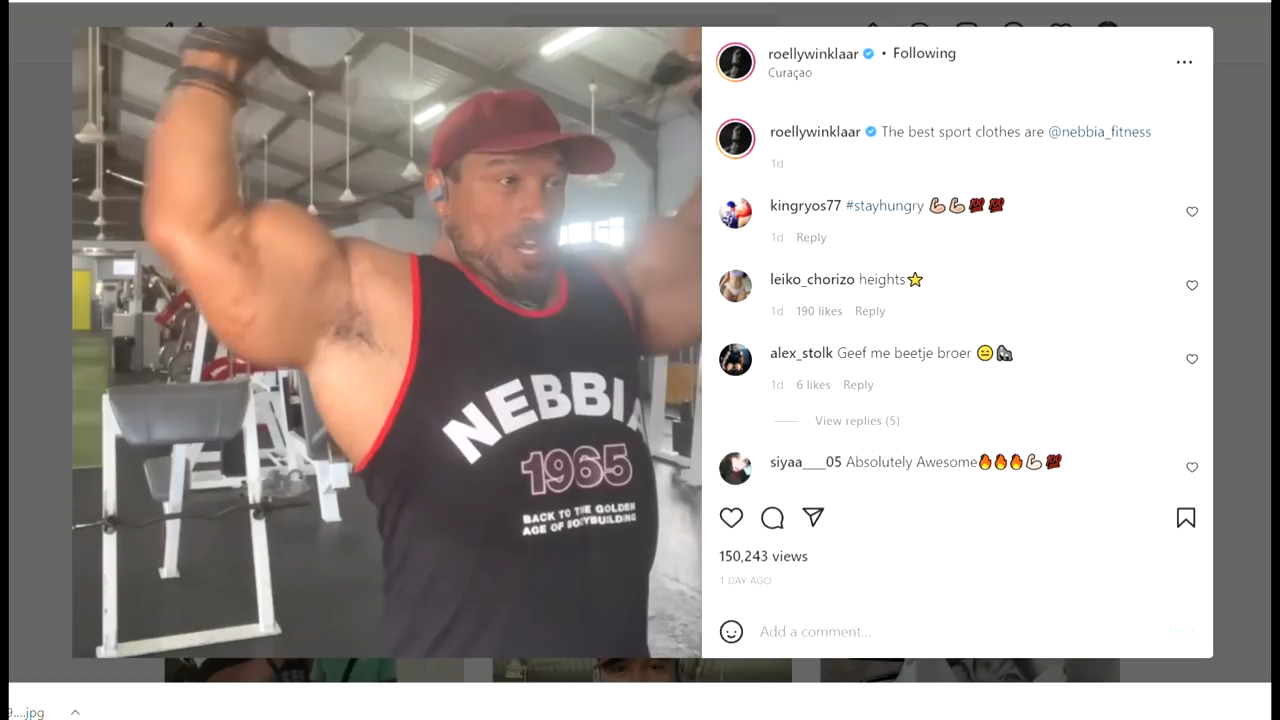 roellywinklaar • Following
Curaçao
roellywinklaar The best sport clothes are @nebbia_fitness
1d
kingryos77 #stayhungry 💪🏻💪🏻💯💯
1d Reply
leiko_chorizo heights⭐
1d 190 likes Reply
alex_stolk Geef me beetje broer 😑🦍
1d 6 likes Reply
View replies (5)
siyaa___05 Absolutely Awesome🔥🔥🔥💪🏻💯
150,243 views
1 DAY AGO
Add a comment...
NEBBIA
1965
BACK TO THE GOLDEN
AGE OF BODYBUILDING
9....jpg